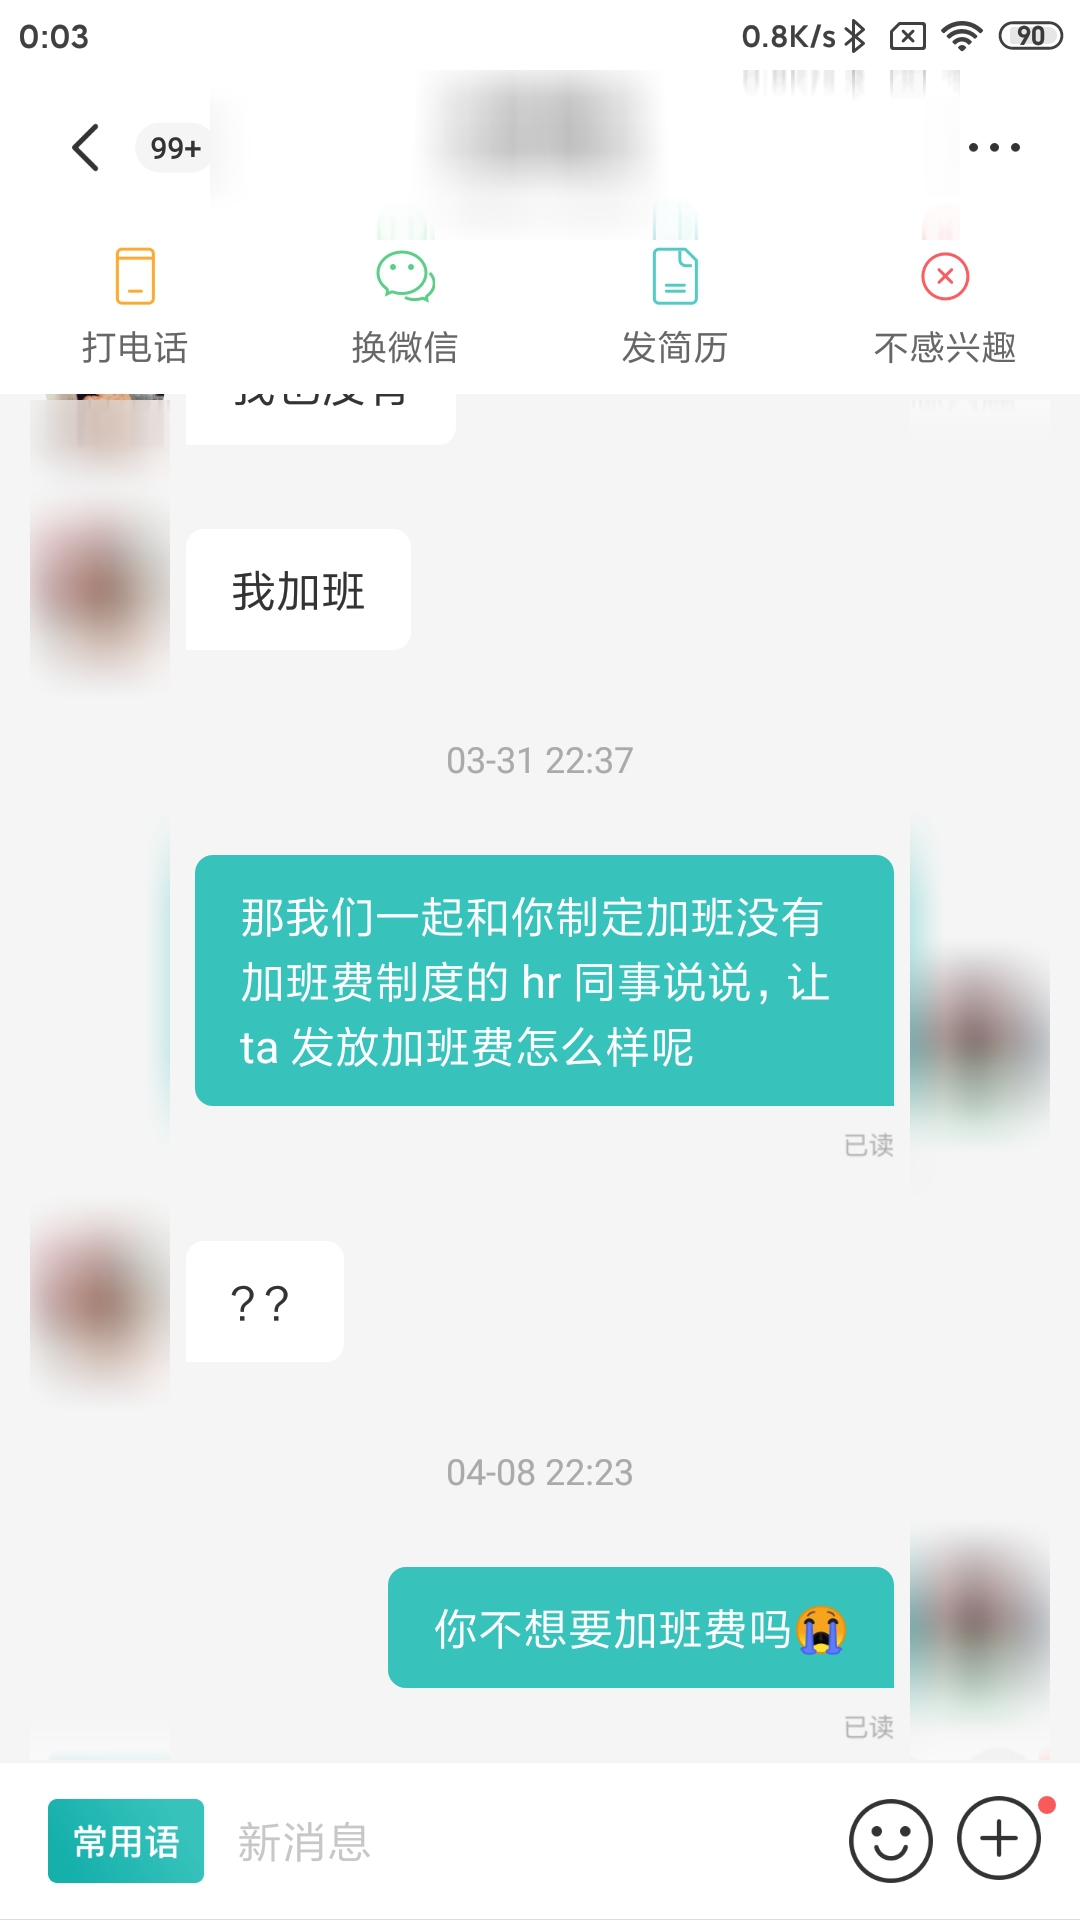 0:03
0.8K/s
90
99+
打电话
换微信
发简历
不感兴趣
我也没有
我加班
03-31 22:37
那我们一起和你制定加班没有
加班费制度的 hr 同事说说，让
ta 发放加班费怎么样呢
已读
？？
04-08 22:23
你不想要加班费吗😭
已读
常用语
新消息